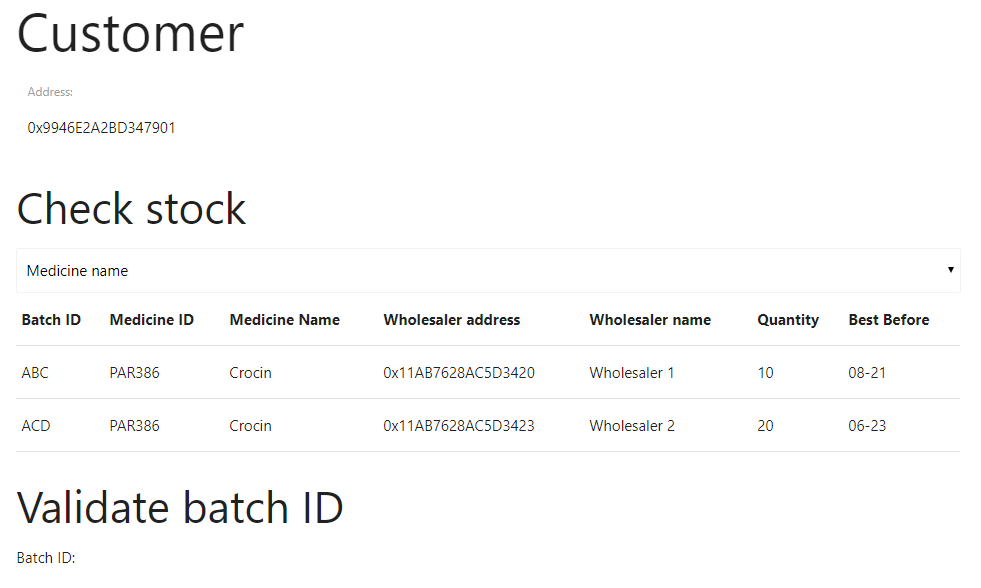 Customer
Address:
0x9946E2A2BD347901
Check stock
Medicine name
Batch ID Medicine ID Medicine Name Wholesaler address Wholesaler name Quantity Best Before
ABC PAR386 Crocin 0x11AB7628AC5D3420 Wholesaler 1 10 08-21
ACD PAR386 Crocin 0x11AB7628AC5D3423 Wholesaler 2 20 06-23
Validate batch ID
Batch ID: